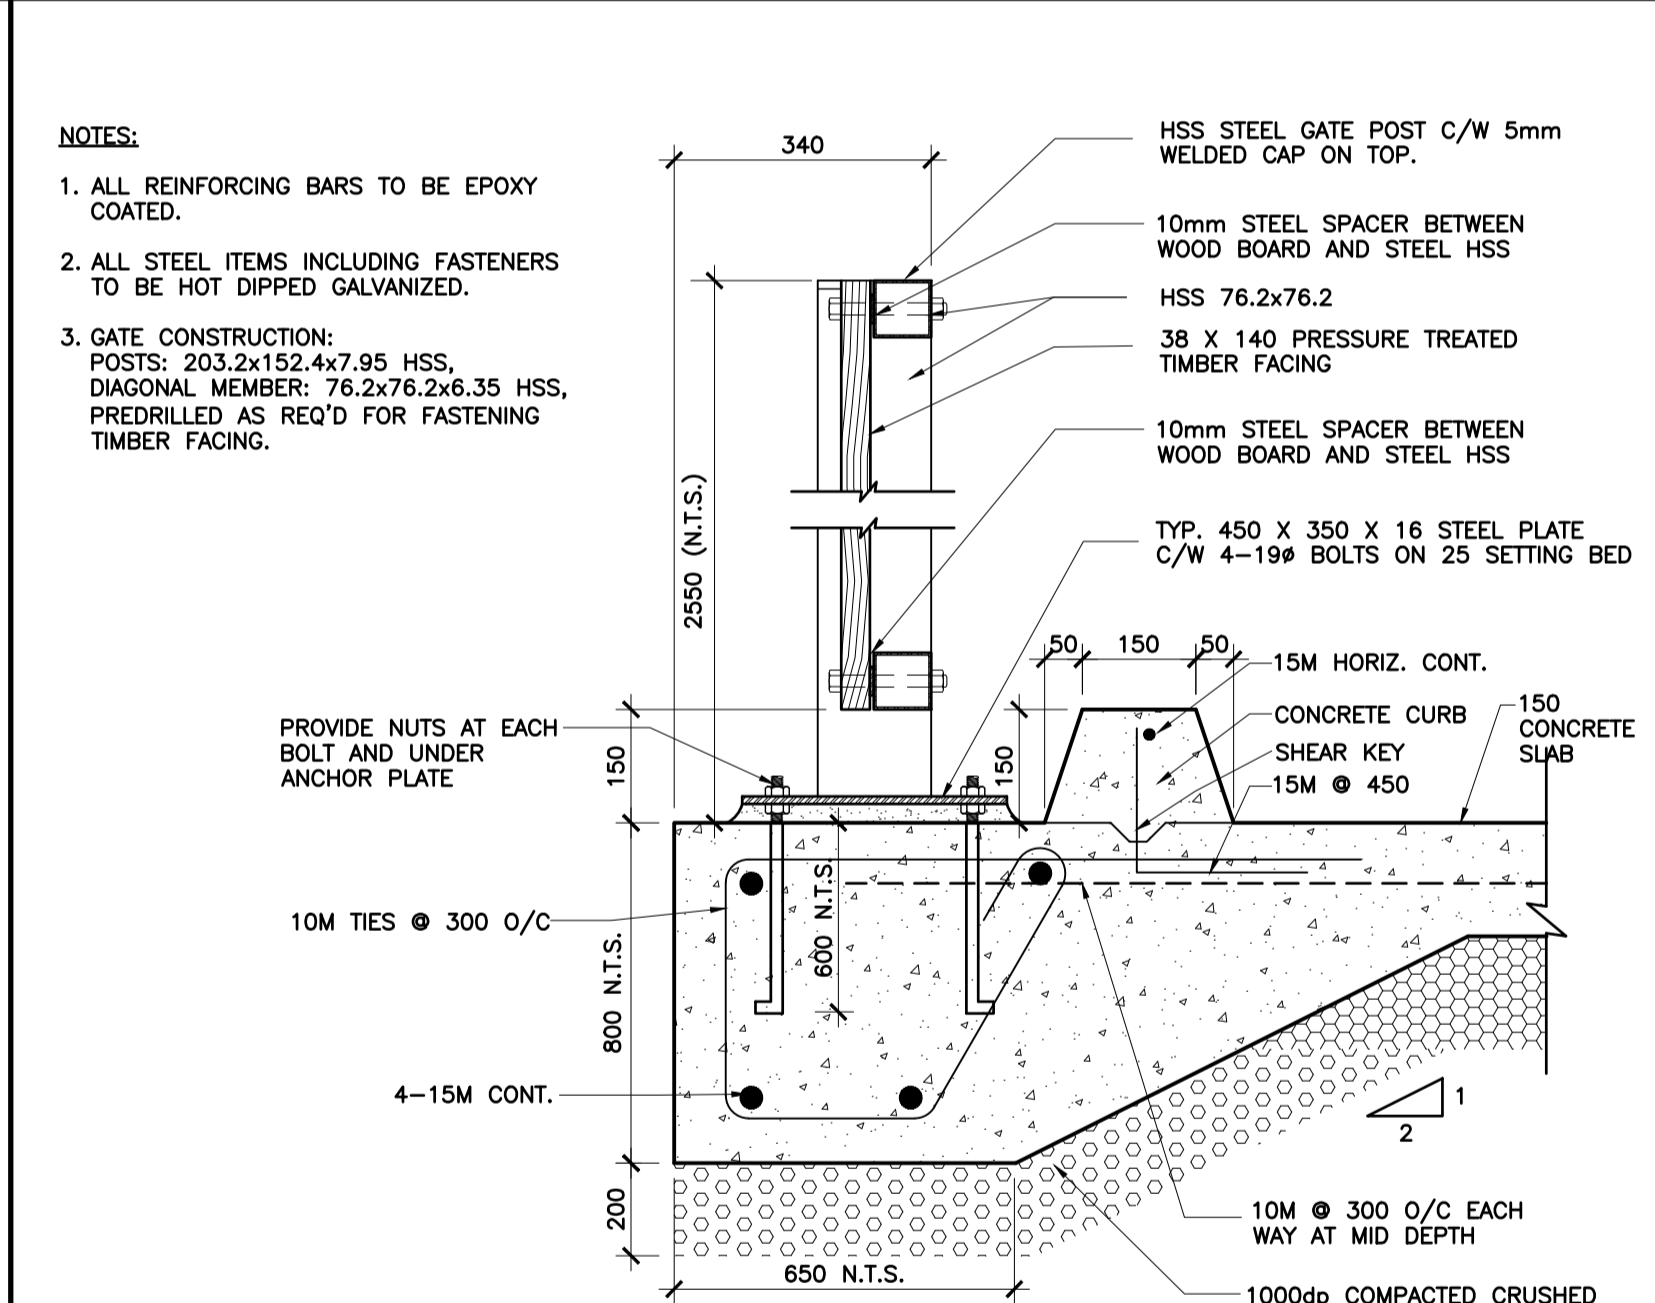 NOTES:
1. ALL REINFORCING BARS TO BE EPOXY
COATED.
2. ALL STEEL ITEMS INCLUDING FASTENERS
TO BE HOT DIPPED GALVANIZED.
3. GATE CONSTRUCTION:
POSTS: 203.2x152.4x7.95 HSS,
DIAGONAL MEMBER: 76.2x76.2x6.35 HSS,
PREDRILLED AS REQ'D FOR FASTENING
TIMBER FACING.
340
HSS STEEL GATE POST C/W 5mm
WELDED CAP ON TOP.
10mm STEEL SPACER BETWEEN
WOOD BOARD AND STEEL HSS
HSS 76.2x76.2
38 X 140 PRESSURE TREATED
TIMBER FACING
10mm STEEL SPACER BETWEEN
WOOD BOARD AND STEEL HSS
2550 (N.T.S.)
TYP. 450 X 350 X 16 STEEL PLATE
C/W 4-19ø BOLTS ON 25 SETTING BED
50
150
50
15M HORIZ. CONT.
CONCRETE CURB
SHEAR KEY
15M @ 450
150
CONCRETE
SLAB
PROVIDE NUTS AT EACH
BOLT AND UNDER
ANCHOR PLATE
150
150
10M TIES @ 300 O/C
600 N.T.S.
800 N.T.S.
4-15M CONT.
1
2
200
650 N.T.S.
10M @ 300 O/C EACH
WAY AT MID DEPTH
1000dp COMPACTED CRUSHED